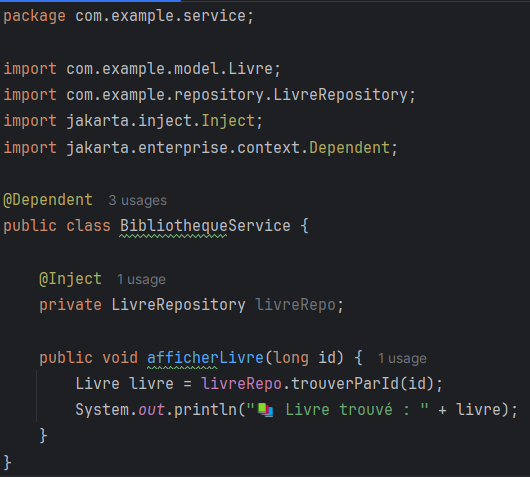 package com.example.service;
import com.example.model.Livre;
import com.example.repository.LivreRepository;
import jakarta.inject.Inject;
import jakarta.enterprise.context.Dependent;
@Dependent 3 usages
public class BibliothequeService {
@Inject 1 usage
private LivreRepository livreRepo;
public void afficherLivre(long id) { 1 usage
Livre livre = livreRepo.trouverParId(id);
System.out.println("📚 Livre trouvé : " + livre);
}
}